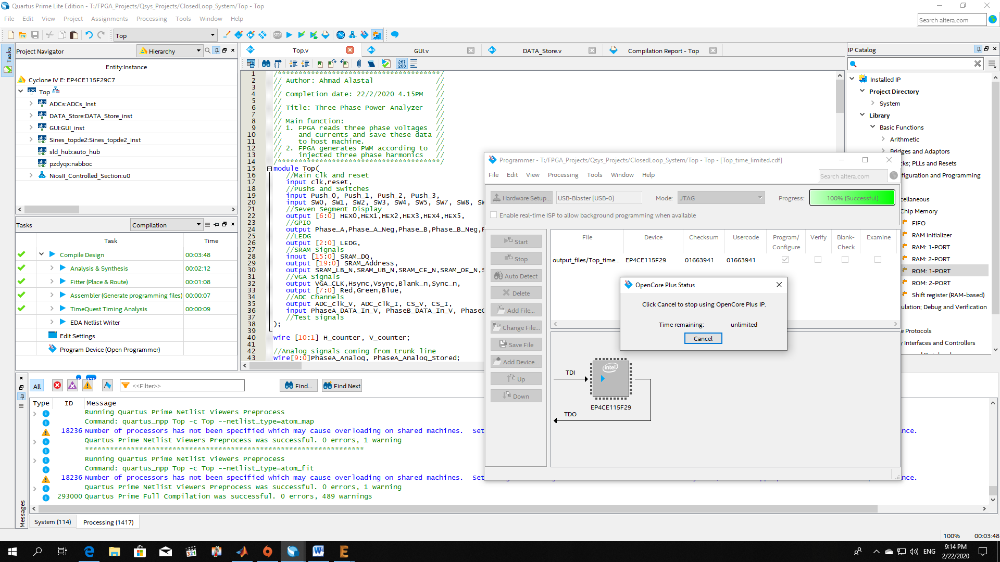 Quartus Prime Lite Edition - T:/FPGA_Projects/Qsys_Projects/ClosedLoop_System/Top - Top
File Edit View Project Assignments Processing Tools Window Help
Search altera.com
Top
Tasks
Project Navigator
Hierarchy
Entity:Instance
Cyclone IV E: EP4CE115F29C7
Top
ADCs:ADCs_Inst
DATA_Store:DATA_Store_inst
GUI:GUI_inst
Sines_topde2:Sines_topde2_inst
sld_hub:auto_hub
pzdyqx:nabboc
NiosII_Controlled_Section:u0
Tasks
Compilation
Task Time
Compile Design 00:03:48
Analysis & Synthesis 00:02:12
Fitter (Place & Route) 00:01:08
Assembler (Generate programming files) 00:00:07
TimeQuest Timing Analysis 00:00:09
EDA Netlist Writer
Edit Settings
Program Device (Open Programmer)
Top.v
GUI.v
DATA_Store.v
Compilation Report - Top
1 /***************************************/
2 // Author: Ahmad Alastal //
3 // //
4 // Completion date: 22/2/2020 4.15PM //
5 // //
6 // Title: Three Phase Power Analyzer //
7 // //
8 // Main function: //
9 // 1. FPGA reads three phase voltages //
10 // and currents and save these data //
11 // to host machine. //
12 // 2. FPGA generates PWM according to //
13 // injected three phase harmonics //
14 /***************************************/
15 module Top(
16 //Main clk and reset
17 input clk,reset,
18 //Pushs and Switches
19 input Push_0, Push_1, Push_2, Push_3,
20 input SW0, SW1, SW2, SW3, SW4, SW5, SW7, SW8, SW
21 //Seven Segment Display
22 output [6:0] HEX0,HEX1,HEX2,HEX3,HEX4,HEX5,
23 //GPIO
24 output Phase_A,Phase_A_Neg,Phase_B,Phase_B_Neg,
25 //LEDG
26 output [2:0] LEDG,
27 //SRAM Signals
28 inout [15:0] SRAM_DQ,
29 output [19:0] SRAM_Address,
30 output SRAM_LB_N,SRAM_UB_N,SRAM_CE_N,SRAM_OE_N,
31 //VGA Signals
32 output VGA_CLK,Hsync,Vsync,Blank_n,Sync_n,
33 output [7:0] Red,Green,Blue,
34 //ADC Channels
35 output ADC_clk_V, ADC_clk_I, CS_V, CS_I,
36 input PhaseA_DATA_In_V, PhaseB_DATA_In_V, Phase
37 //Test signals
38 );
39
40 wire [10:1] H_counter, V_counter;
41
42 //Analog signals coming from trunk line
43 wire[9:0]PhaseA_Analog, PhaseA_Analog_Stored;
IP Catalog
Installed IP
Project Directory
System
Library
Basic Functions
Arithmetic
Bridges and Adaptors
ks; PLLs and Resets
figuration and Programming
cellaneous
Chip Memory
FIFO
RAM initializer
RAM: 1-PORT
RAM: 2-PORT
ROM: 1-PORT
ROM: 2-PORT
Shift register (RAM-based)
ulation; Debug and Verification
e Protocols
y Interfaces and Controllers
Programmer - T:/FPGA_Projects/Qsys_Projects/ClosedLoop_System/Top - Top - [Top_time_limited.cdf]
File Edit View Processing Tools Window Help
Search altera.com
Hardware Setup... USB-Blaster [USB-0] Mode: JTAG Progress: 100% (Successful)
Enable real-time ISP to allow background programming when available
Start
Stop
Auto Detect
Delete
Add File...
Change File...
Save File
Add Device...
Up
Down
File Device Checksum Usercode Program/ Configure Verify Blank- Check Examine
output_files/Top_time... EP4CE115F29 01663941 01663941
OpenCore Plus Status
Click Cancel to stop using OpenCore Plus IP.
Time remaining: unlimited
Cancel
TDI
intel
EP4CE115F29
TDO
Messages
All
<<Filter>>
Find...
Find Next
Type ID Message
Running Quartus Prime Netlist Viewers Preprocess
Command: quartus_npp Top -c Top --netlist_type=atom_map
18236 Number of processors has not been specified which may cause overloading on shared machines. Set nce.
Quartus Prime Netlist Viewers Preprocess was successful. 0 errors, 1 warning
*******************************************************************
Running Quartus Prime Netlist Viewers Preprocess
Command: quartus_npp Top -c Top --netlist_type=atom_fit
18236 Number of processors has not been specified which may cause overloading on shared machines. Set nce.
Quartus Prime Netlist Viewers Preprocess was successful. 0 errors, 1 warning
293000 Quartus Prime Full Compilation was successful. 0 errors, 489 warnings
System (114)
Processing (1417)
100% 00:03:48
ENG
9:14 PM
2/22/2020